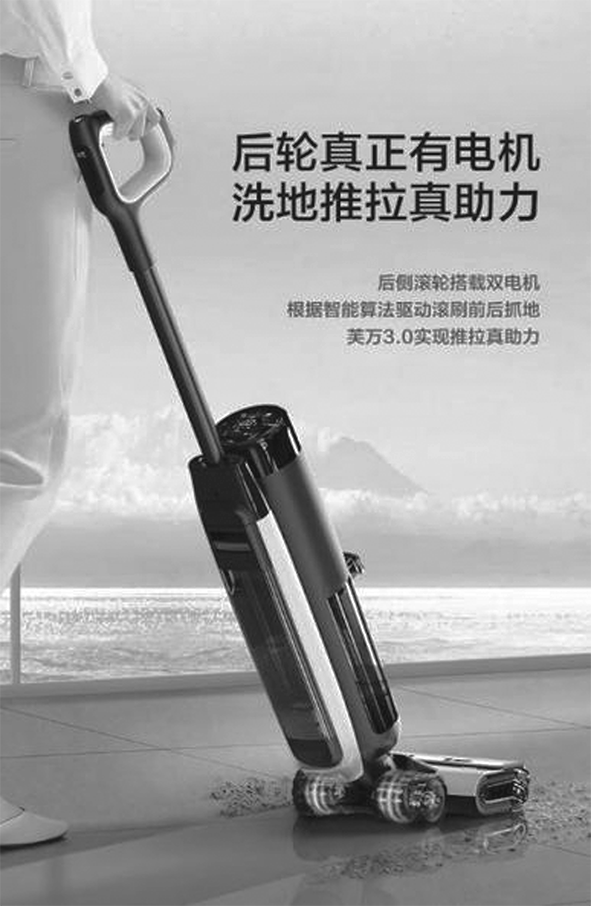 后轮真正有电机
洗地推拉真助力
后侧滚轮搭载双电机
根据智能算法驱动滚刷前后抓地
芙万3.0实现推拉真助力